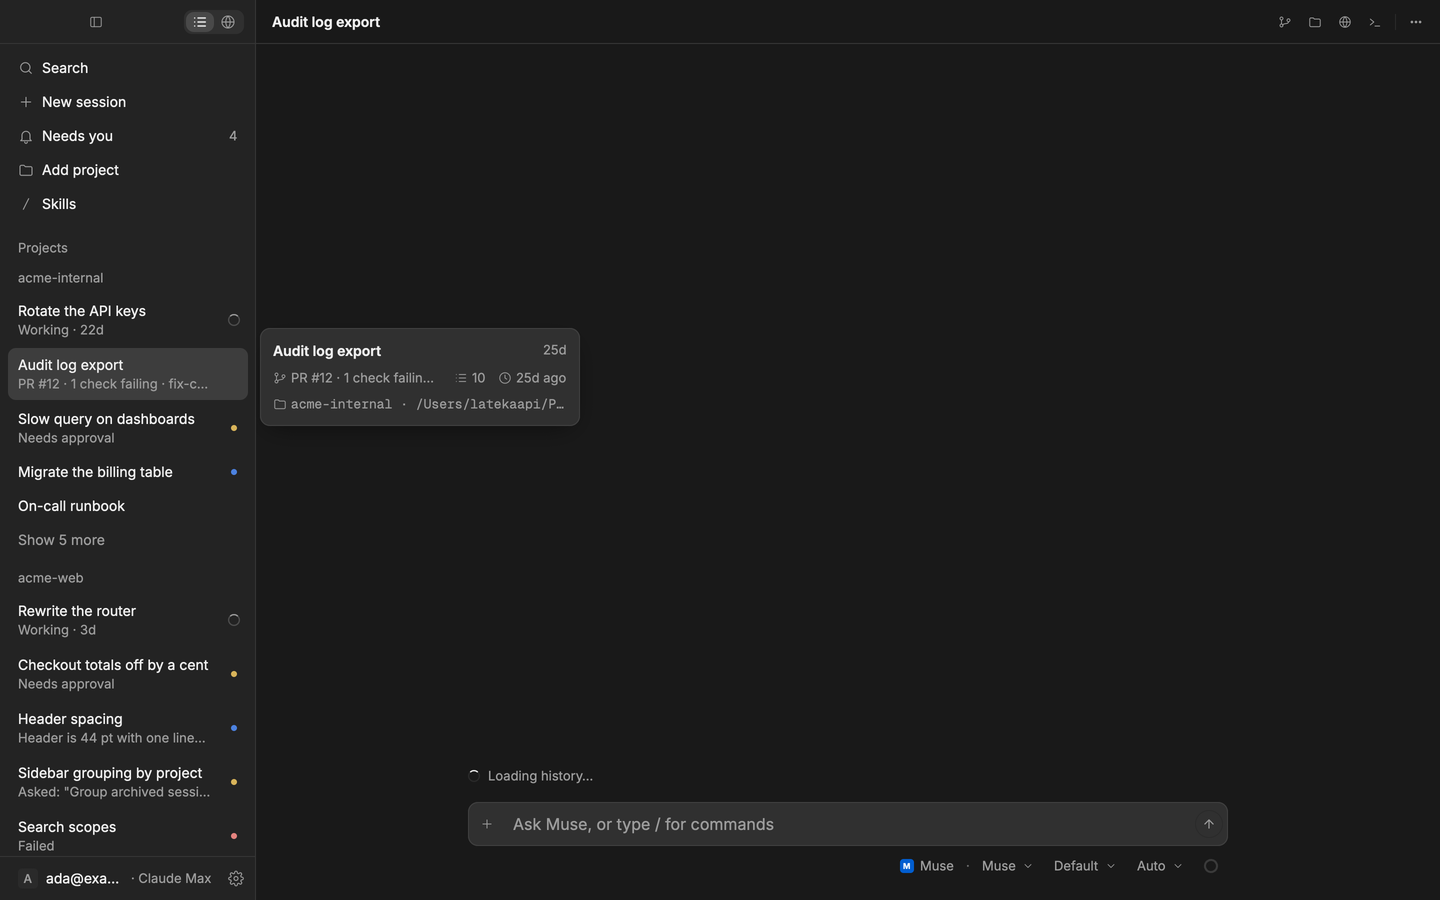 Audit log export
Search
New session
Needs you 4
Add project
/ Skills
Projects
acme-internal
Rotate the API keys
Working · 22d
Audit log export
PR #12 · 1 check failing · fix-c...
Slow query on dashboards
Needs approval
Migrate the billing table
On-call runbook
Show 5 more
acme-web
Rewrite the router
Working · 3d
Checkout totals off by a cent
Needs approval
Header spacing
Header is 44 pt with one line...
Sidebar grouping by project
Asked: "Group archived sessi...
Search scopes
Failed
A ada@exa... · Claude Max
Audit log export 25d
PR #12 · 1 check failin... 10 25d ago
acme-internal · /Users/latekaapi/P…
Loading history...
Ask Muse, or type / for commands
M Muse · Muse Default Auto